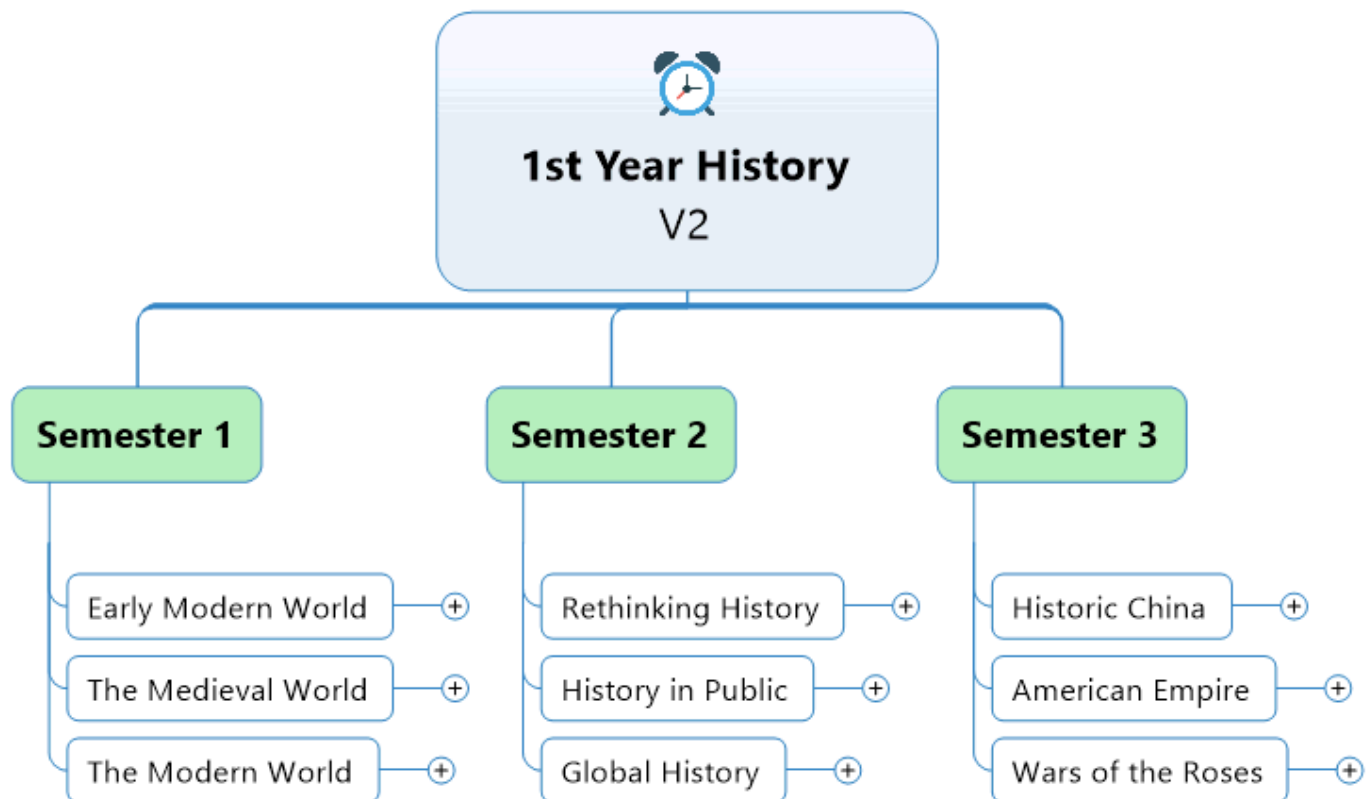 1st Year History
V2
Semester 1
Early Modern World
The Medieval World
The Modern World
Semester 2
Rethinking History
History in Public
Global History
Semester 3
Historic China
American Empire
Wars of the Roses